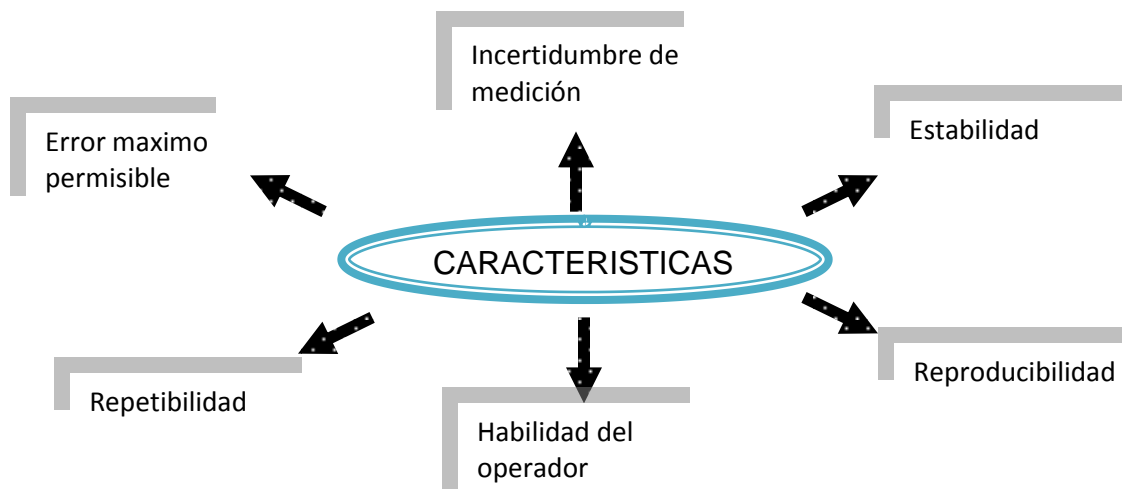 Incertidumbre de
medición
Error maximo
permisible
Estabilidad
CARACTERISTICAS
Repetibilidad
Reproducibilidad
Habilidad del
operador